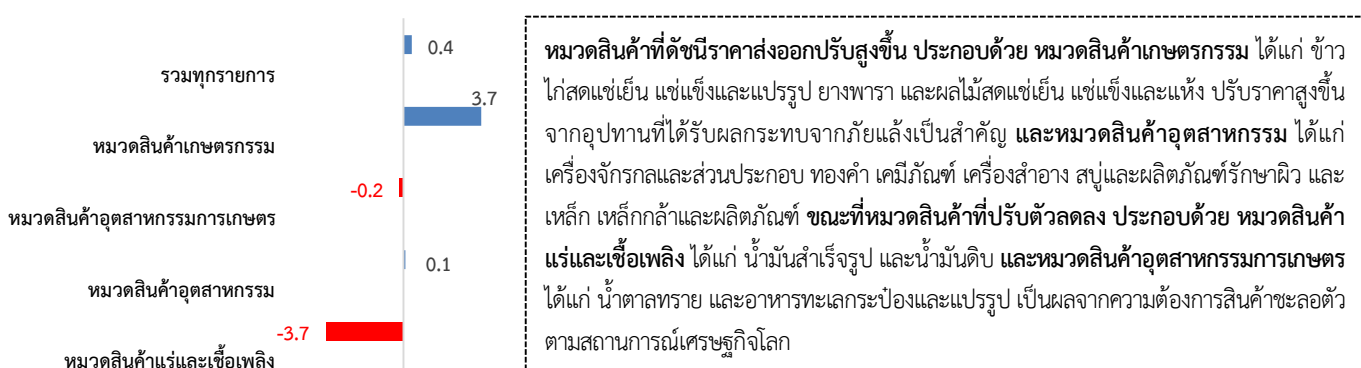 0.4
รวมทุกรายการ
3.7
หมวดสินค้าเกษตรกรรม
-0.2
หมวดสินค้าอุตสาหกรรมการเกษตร
0.1
หมวดสินค้าอุตสาหกรรม
-3.7
หมวดสินค้าแร่และเชื้อเพลิง
หมวดสินค้าที่ดัชนีราคาส่งออกปรับสูงขึ้น ประกอบด้วย หมวดสินค้าเกษตรกรรม ได้แก่ ข้าว
ไก่สดแช่เย็น แช่แข็งและแปรรูป ยางพารา และผลไม้สดแช่เย็น แช่แข็งและแห้ง ปรับราคาสูงขึ้น
จากอุปทานที่ได้รับผลกระทบจากภัยแล้งเป็นสำคัญ และหมวดสินค้าอุตสาหกรรม ได้แก่
เครื่องจักรกลและส่วนประกอบ ทองคำ เคมีภัณฑ์ เครื่องสำอาง สบู่และผลิตภัณฑ์รักษาผิว และ
เหล็ก เหล็กกล้าและผลิตภัณฑ์ ขณะที่หมวดสินค้าที่ปรับตัวลดลง ประกอบด้วย หมวดสินค้า
แร่และเชื้อเพลิง ได้แก่ น้ำมันสำเร็จรูป และน้ำมันดิบ และหมวดสินค้าอุตสาหกรรมการเกษตร
ได้แก่ น้ำตาลทราย และอาหารทะเลกระป๋องและแปรรูป เป็นผลจากความต้องการสินค้าชะลอตัว
ตามสถานการณ์เศรษฐกิจโลก